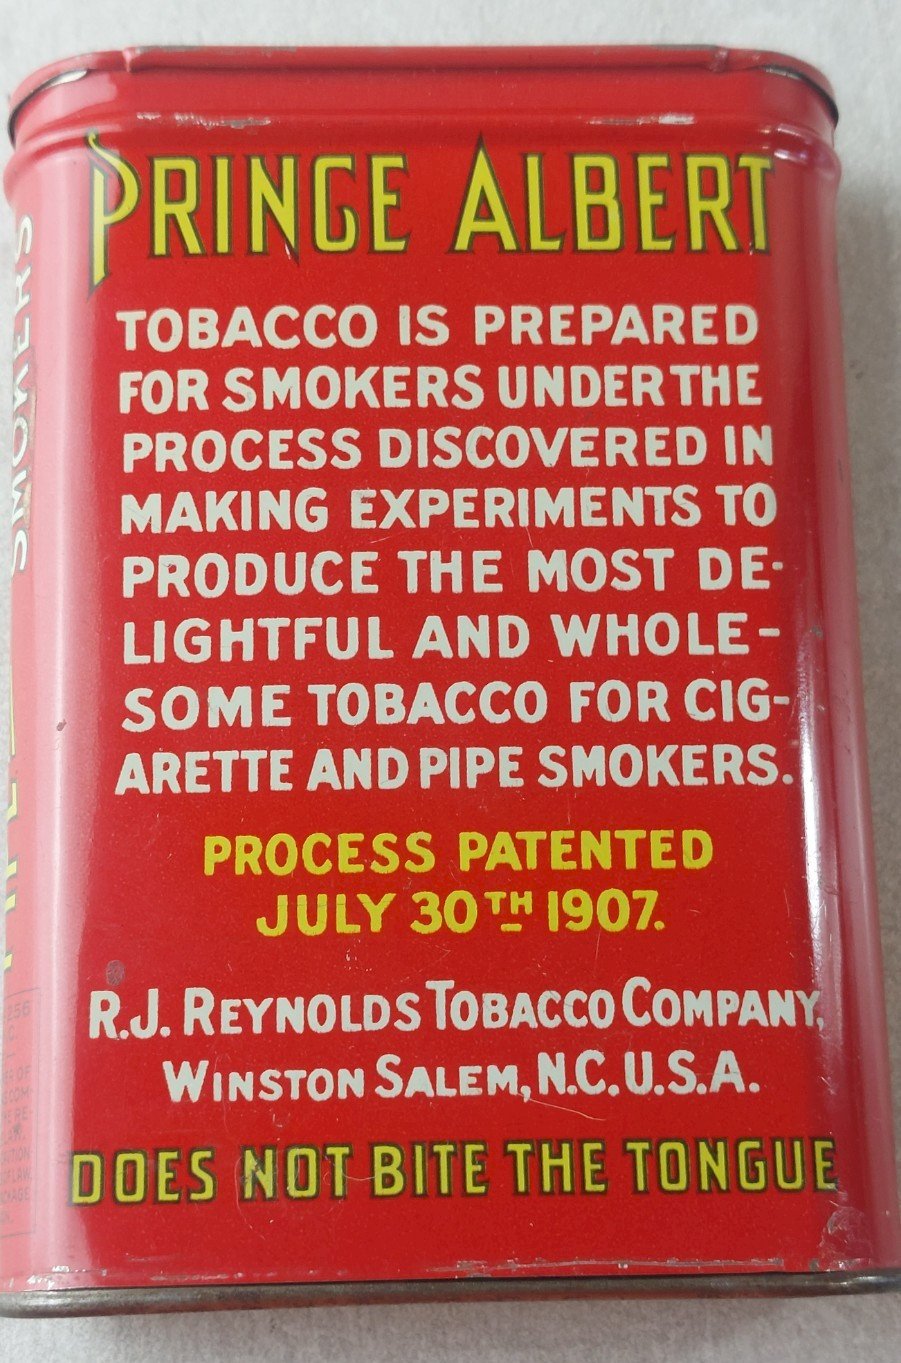 PRINCE ALBERT
TOBACCO IS PREPARED
FOR SMOKERS UNDER THE
PROCESS DISCOVERED IN
MAKING EXPERIMENTS TO
PRODUCE THE MOST DE-
LIGHTFUL AND WHOLE-
SOME TOBACCO FOR CIG-
ARETTE AND PIPE SMOKERS.
PROCESS PATENTED
JULY 30TH 1907.
R.J. REYNOLDS TOBACCO COMPANY,
WINSTON SALEM, N.C. U.S.A.
DOES NOT BITE THE TONGUE
SMOKERS